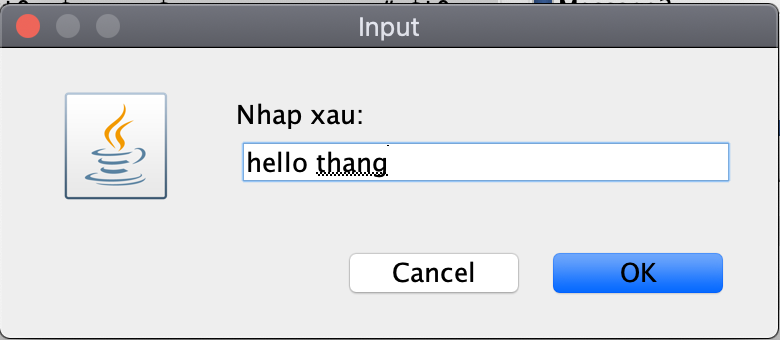 Input
Nhap xau:
hello thang
Cancel
OK